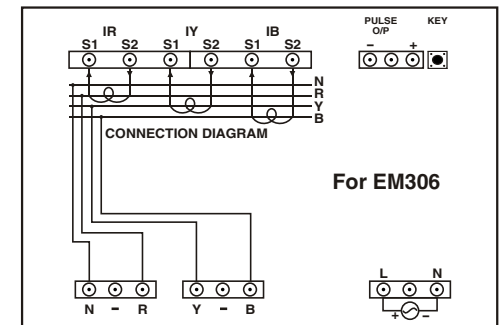 IR IY IB
S1 S2 S1 S2 S1 S2
PULSE
O/P
KEY
- +
N
R
Y
B
CONNECTION DIAGRAM
For EM306
N - R
Y - B
L N
+ -